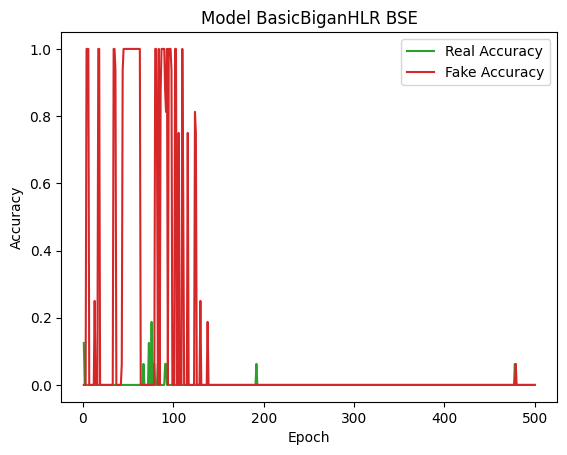 Model BasicBiganHLR BSE
Real Accuracy
Fake Accuracy
Accuracy
1.0
0.8
0.6
0.4
0.2
0.0
0 100 200 300 400 500
Epoch